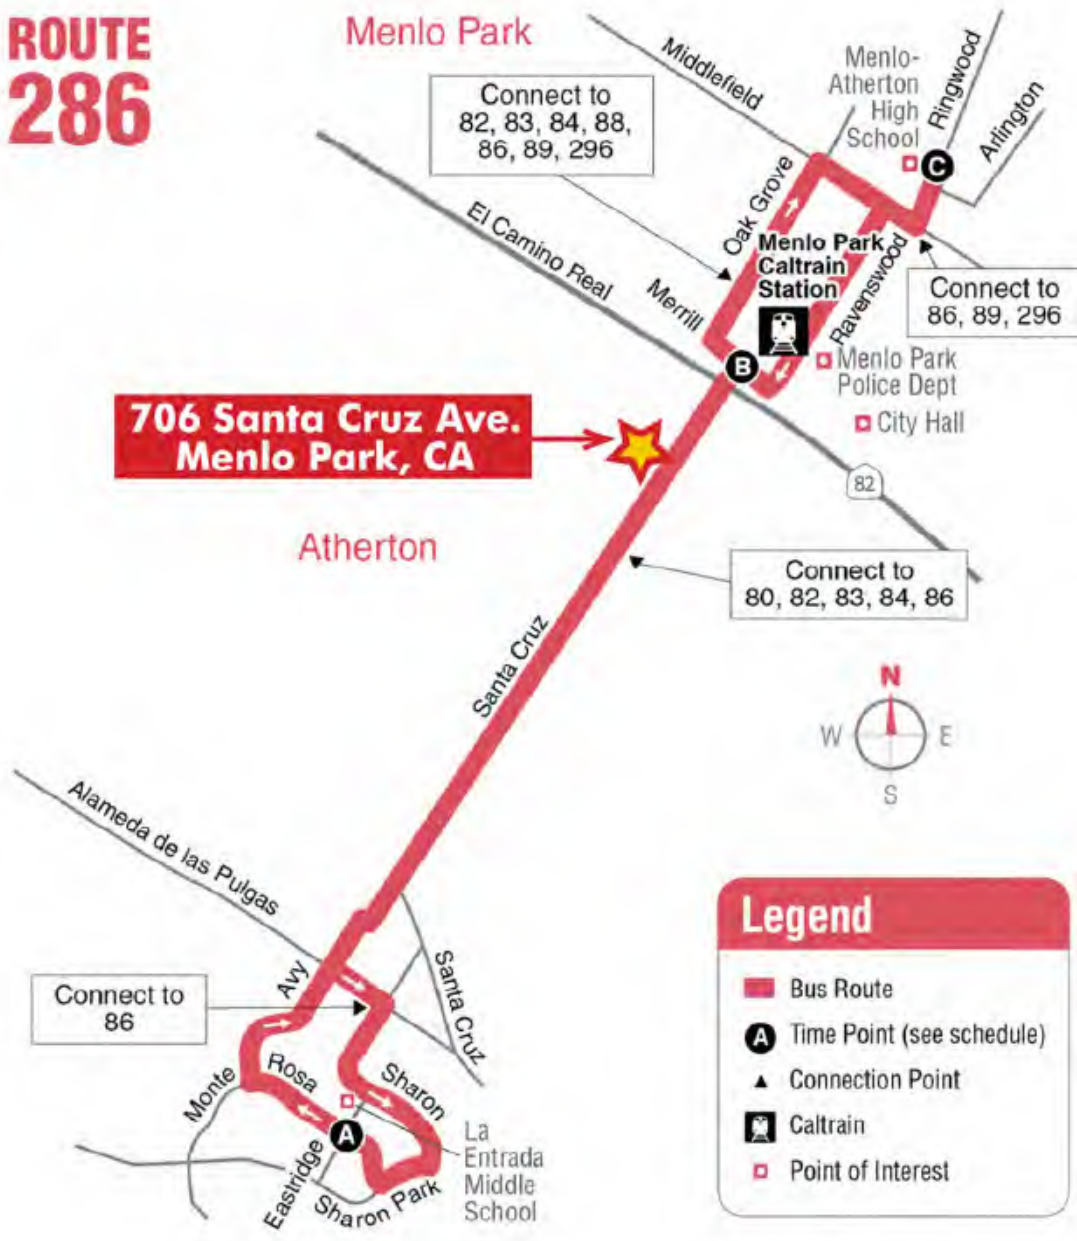 ROUTE
286
Menlo Park
Middlefield
Menlo-
Atherton
High
School
Ringwood
Arlington
C
Connect to
82, 83, 84, 88,
86, 89, 296
El Camino Real
Oak Grove
Merrill
Menlo Park
Caltrain
Station
Ravenswood
Connect to
86, 89, 296
B
Menlo Park
Police Dept
City Hall
706 Santa Cruz Ave.
Menlo Park, CA
82
Atherton
Connect to
80, 82, 83, 84, 86
Santa Cruz
N
W
E
S
Alameda de las Pulgas
Avy
Santa Cruz
Connect to
86
Rosa
Monte
Sharon
A
Eastridge
Sharon Park
La
Entrada
Middle
School
Legend
Bus Route
A
Time Point (see schedule)
Connection Point
Caltrain
Point of Interest